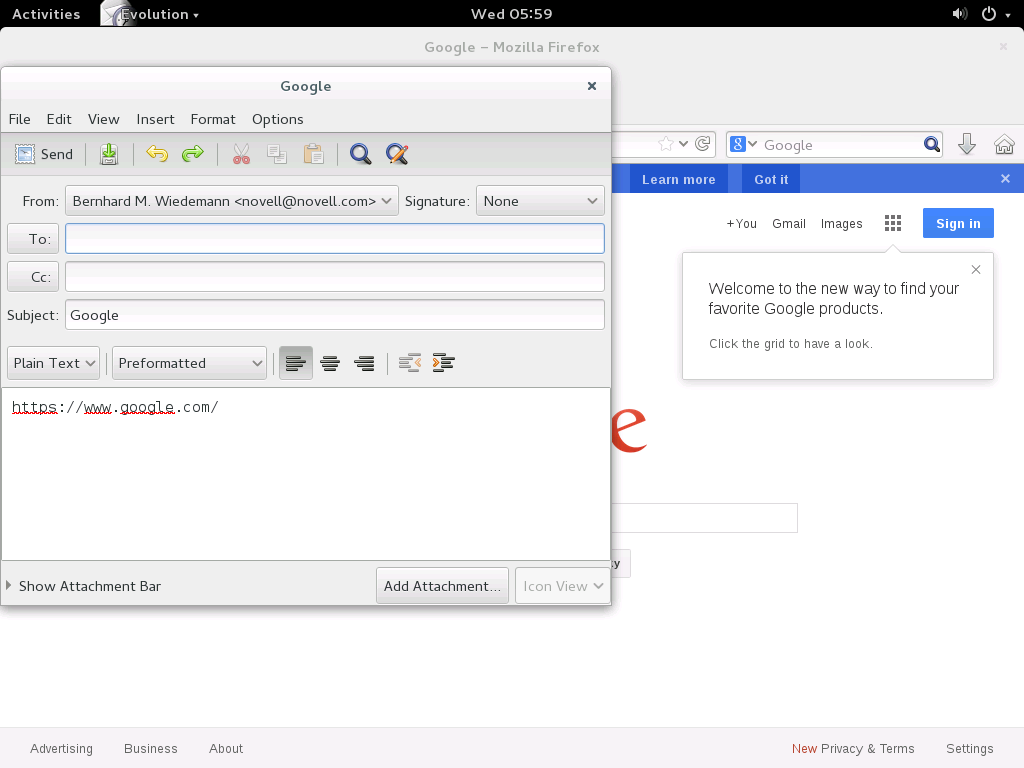 Activities Evolution Wed 05:59
Google – Mozilla Firefox
Google
File Edit View Insert Format Options
Send
From: Bernhard M. Wiedemann <novell@novell.com> Signature: None
To:
Cc:
Subject: Google
Plain Text Preformatted
https://www.google.com/
Show Attachment Bar Add Attachment... Icon View
8 Google
Learn more Got it
+You Gmail Images Sign in
Welcome to the new way to find your
favorite Google products.
Click the grid to have a look.
e
y
Advertising Business About New Privacy & Terms Settings